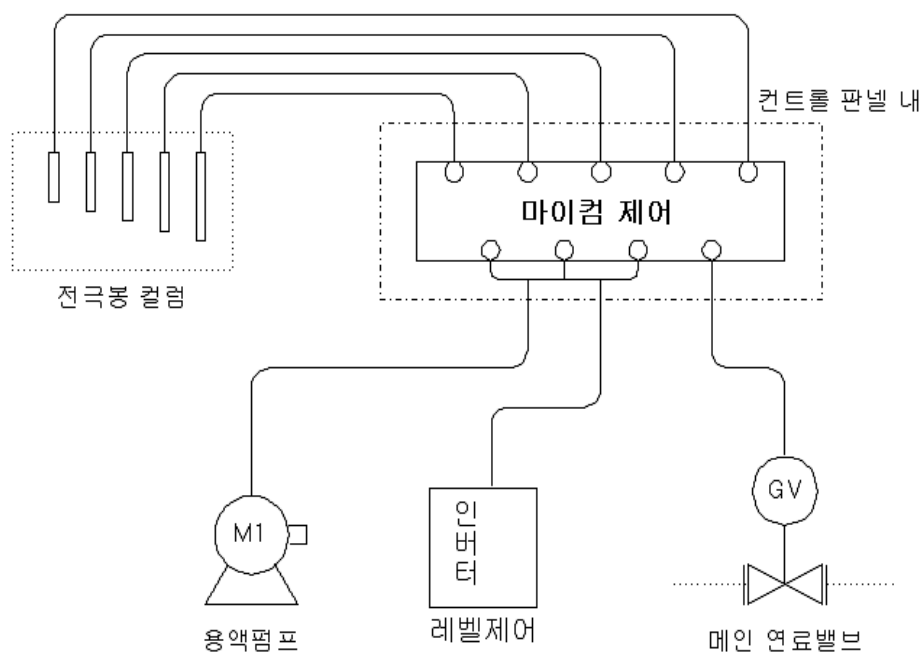 컨트롤 판넬 내
마이컴 제어
전극봉 컬럼
M1
용액펌프
인버터
레벨제어
GV
메인 연료밸브